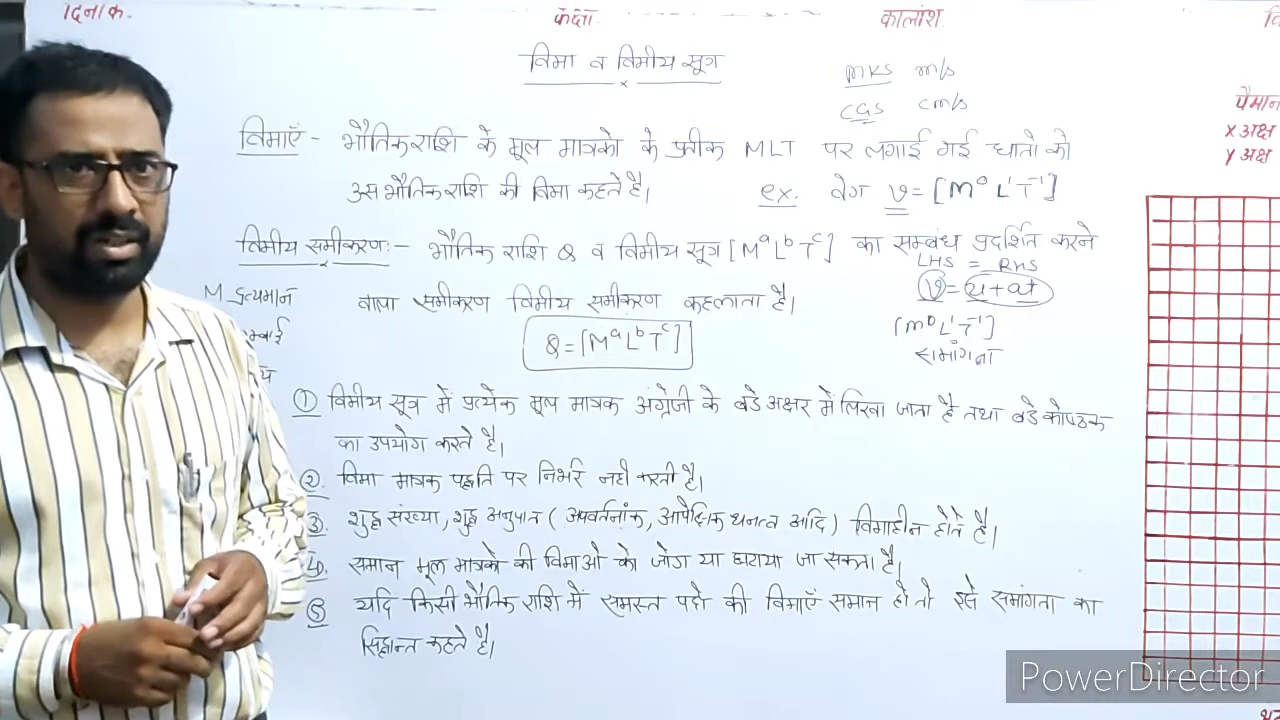 दिनांक कक्षा कालांश
विमा व विमीय सूत्र
MKS m/s
CGS cm/s
पैमान
X अक्ष
Y अक्ष
विमाएँ - भौतिक राशि के मूल मात्रको के प्रतीक MLT पर लगाई गई घातो को
उस भौतिक राशि की विमा कहते है।
ex. वेग v = [M⁰ L¹ T⁻¹]
विमीय समीकरण:- भौतिक राशि Q व विमीय सूत्र [MᵃLᵇTᶜ] का सम्बंध प्रदर्शित करने
LHS = RHS
M द्रव्यमान
वाला समीकरण विमीय समीकरण कहलाता है।
v = u + at
[M⁰L¹T⁻¹]
समांगता
म्बाई
Q = [MᵃLᵇTᶜ]
य
① विमीय सूत्र में प्रत्येक मूल मात्रक अंग्रेजी के बडे अक्षर में लिखा जाता है तथा बडे कोष्ठक
का उपयोग करते है।
②. विमा मात्रक पद्धति पर निर्भर नही करती है।
③. शुद्ध संख्या, शुद्ध अनुपात ( अपवर्तनांक, आपेक्षिक घनत्व आदि ) विमाहीन होते है।
④. समान मूल मात्रको की विमाओ को जोडा या घटाया जा सकता है।
⑤ यदि किसी भौतिक राशि में समस्त पदो की विमाएँ समान हो तो इसे समांगता का
सिद्धान्त कहते है।
PowerDirector